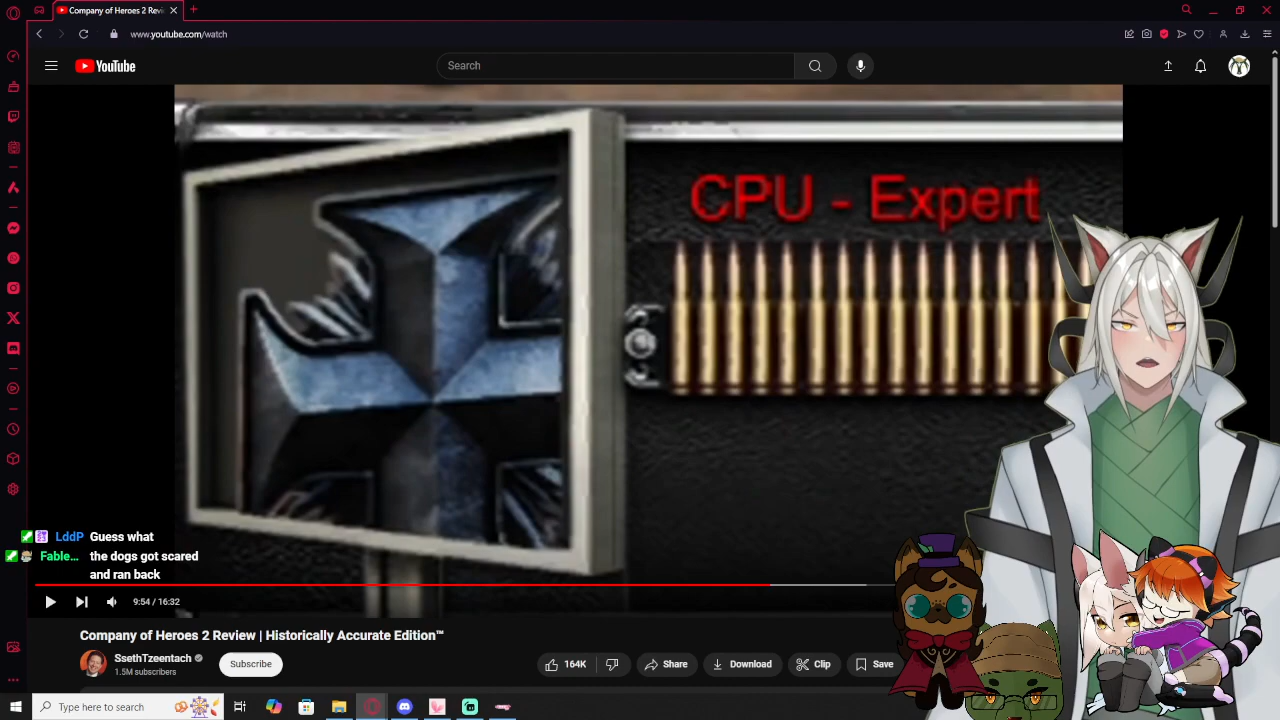 Company of Heroes 2 Revi
www.youtube.com/watch
YouTube
Search
CPU - Expert
LddP Guess what
Fable... the dogs got scared
and ran back
9:54 / 16:32
Company of Heroes 2 Review | Historically Accurate Edition™
SsethTzeentach
1.5M subscribers
Subscribe
164K
Share
Download
Clip
Save
Type here to search